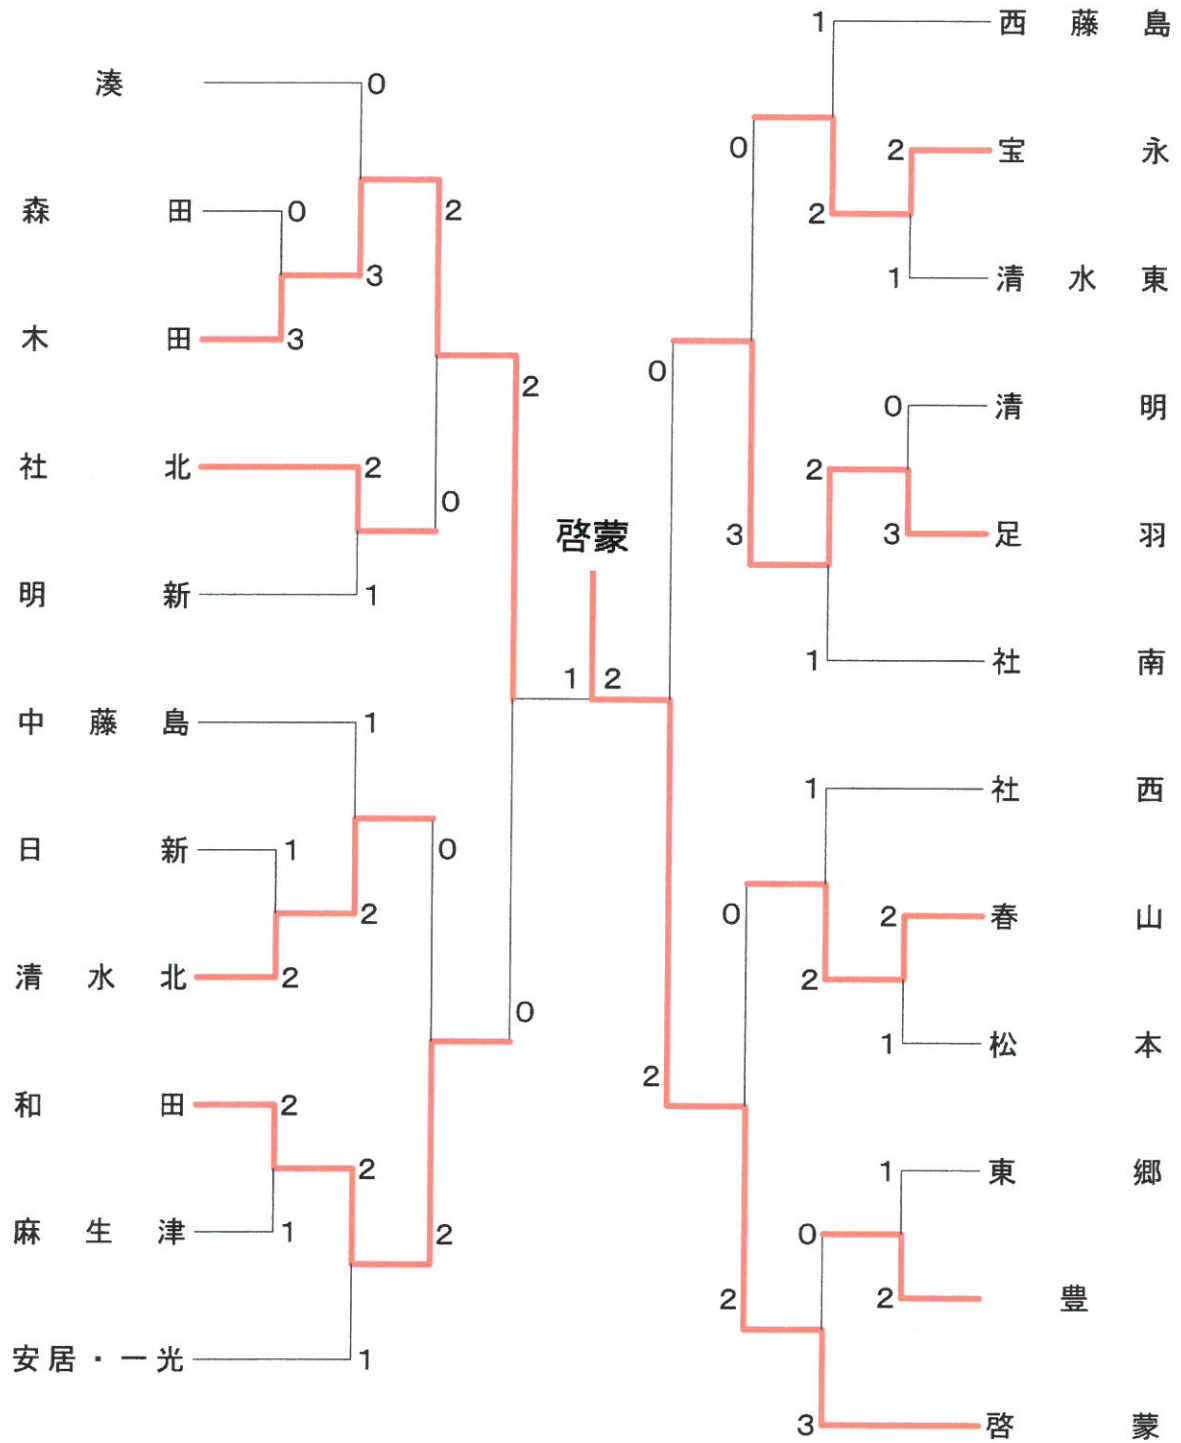 湊 0
森田 0
2
3
木田 3
2
社北 2
0
明新 1
中藤島 1
日新 1
0
2
清水北 2
0
和田 2
2
麻生津 1
2
安居・一光 1
啓蒙
1 2
1 西藤島
0
2 宝永
2
1 清水東
0
0 清明
2
3
3 足羽
1 社南
1 社西
0
2 春山
2
1 松本
2
1 東郷
0
2
2 豊
3 啓蒙